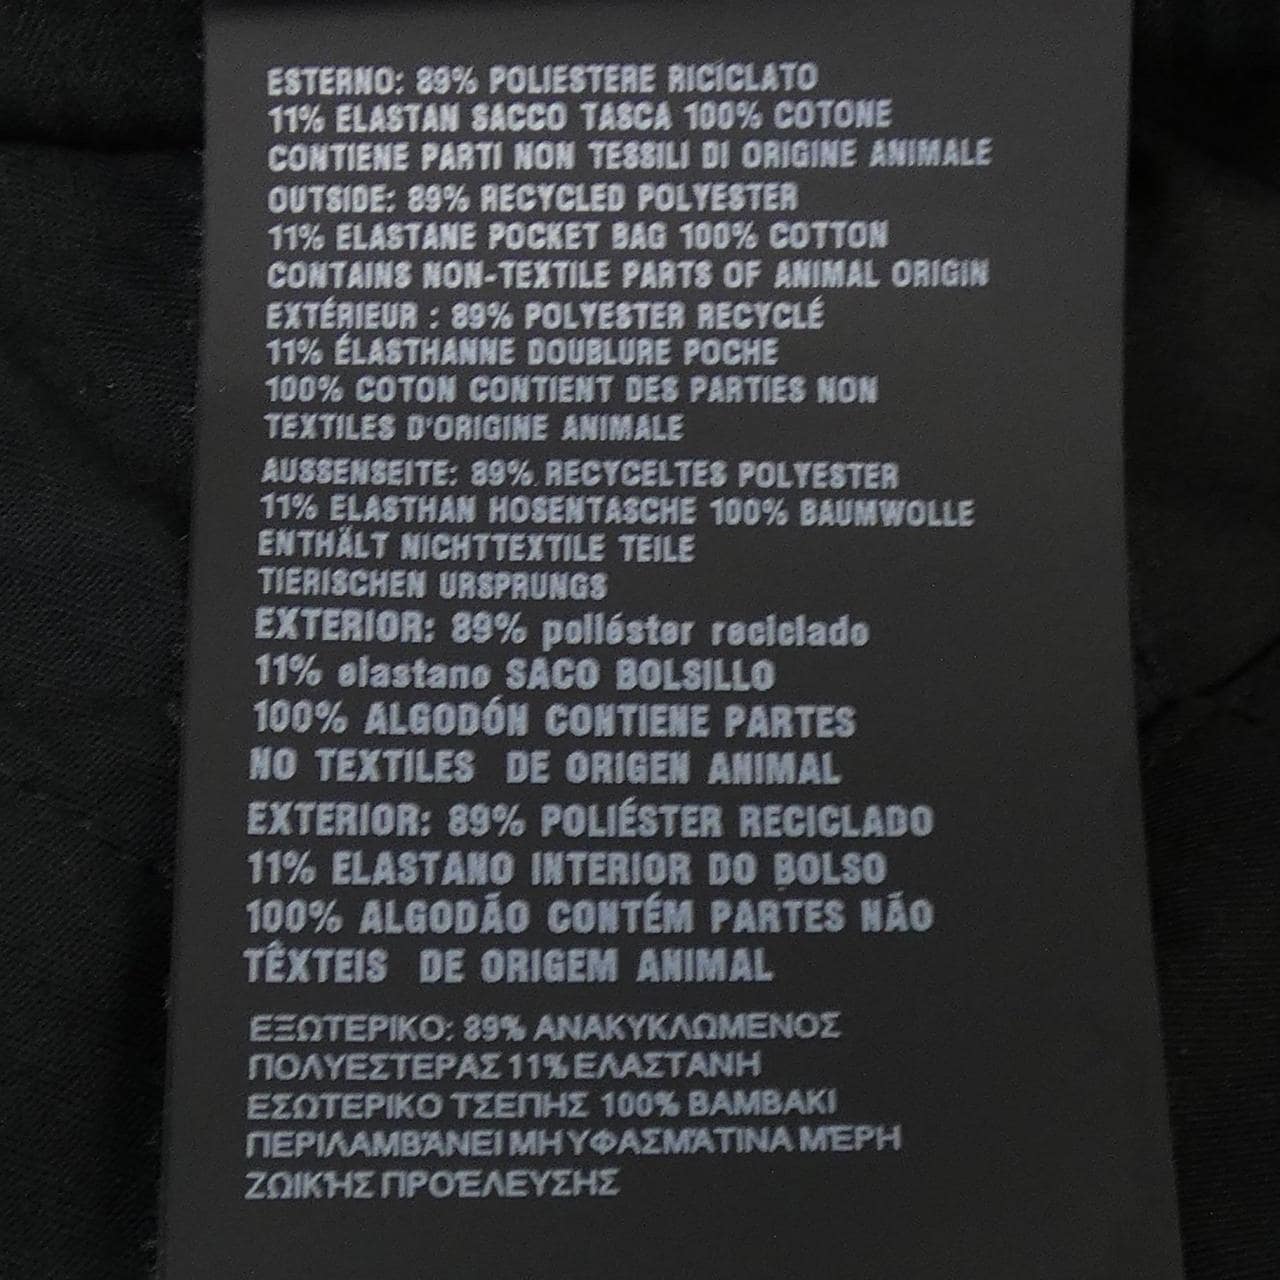 ESTERNO: 89% POLIESTERE RICICLATO
11% ELASTAN SACCO TASCA 100% COTONE
CONTIENE PARTI NON TESSILI DI ORIGINE ANIMALE
OUTSIDE: 89% RECYCLED POLYESTER
11% ELASTANE POCKET BAG 100% COTTON
CONTAINS NON-TEXTILE PARTS OF ANIMAL ORIGIN
EXTÉRIEUR : 89% POLYESTER RECYCLÉ
11% ÉLASTHANNE DOUBLURE POCHE
100% COTON CONTIENT DES PARTIES NON
TEXTILES D'ORIGINE ANIMALE
AUSSENSEITE: 89% RECYCELTES POLYESTER
11% ELASTHAN HOSENTASCHE 100% BAUMWOLLE
ENTHÄLT NICHTTEXTILE TEILE
TIERISCHEN URSPRUNGS
EXTERIOR: 89% poliéster reciclado
11% elastano SACO BOLSILLO
100% ALGODÓN CONTIENE PARTES
NO TEXTILES DE ORIGEN ANIMAL
EXTERIOR: 89% POLIÉSTER RECICLADO
11% ELASTANO INTERIOR DO BOLSO
100% ALGODÃO CONTÉM PARTES NÃO
TÊXTEIS DE ORIGEM ANIMAL
ΕΞΩΤΕΡΙΚΟ: 89% ΑΝΑΚΥΚΛΩΜΕΝΟΣ
ΠΟΛΥΕΣΤΕΡΑΣ 11% ΕΛΑΣΤΑΝΗ
ΕΣΩΤΕΡΙΚΟ ΤΣΕΠΗΣ 100% ΒΑΜΒΑΚΙ
ΠΕΡΙΛΑΜΒΆΝΕΙ ΜΗ ΥΦΑΣΜΆΤΙΝΑ ΜΈΡΗ
ΖΩΙΚΉΣ ΠΡΟΈΛΕΥΣΗΣ